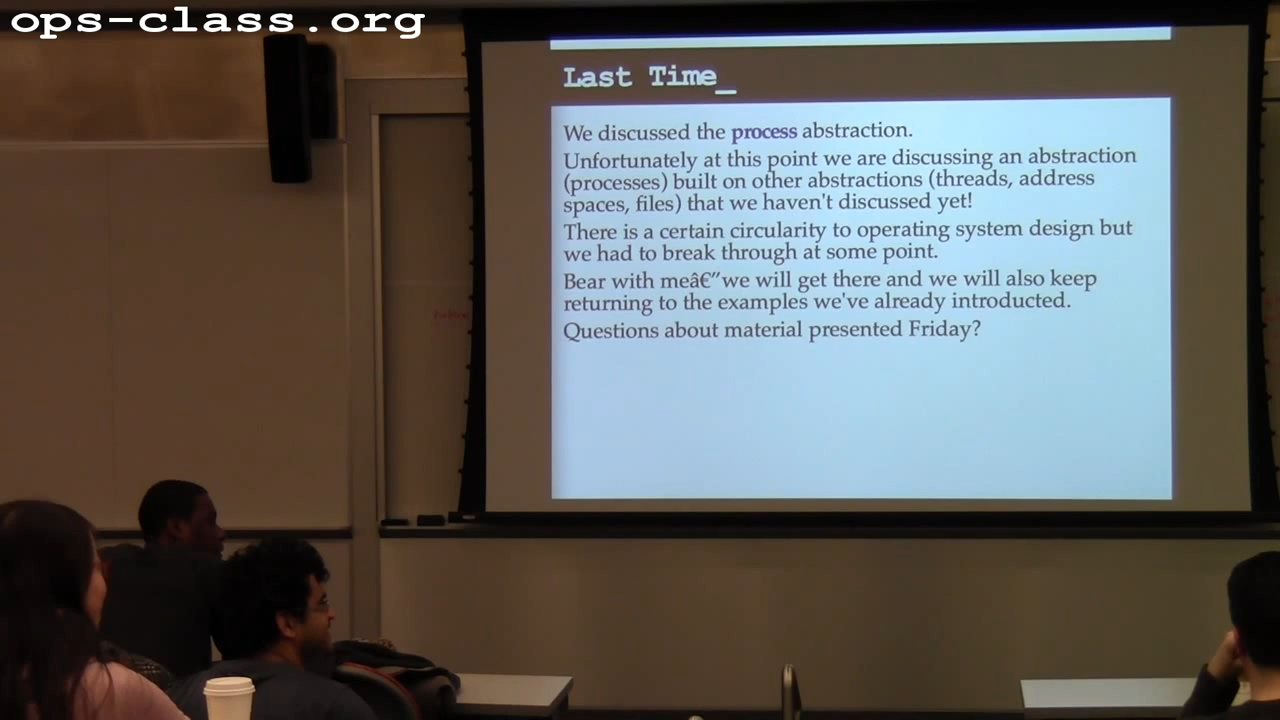 ops-class.org
Last Time_
We discussed the process abstraction.
Unfortunately at this point we are discussing an abstraction
(processes) built on other abstractions (threads, address
spaces, files) that we haven't discussed yet!
There is a certain circularity to operating system design but
we had to break through at some point.
Bear with meâ€”we will get there and we will also keep
returning to the examples we've already introducted.
Questions about material presented Friday?